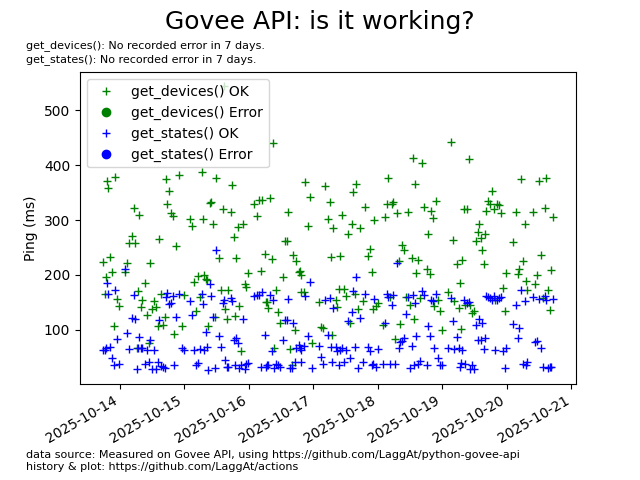 Govee API: is it working?
get_devices(): No recorded error in 7 days.
get_states(): No recorded error in 7 days.
get_devices() OK
get_devices() Error
get_states() OK
get_states() Error
500
400
300
200
100
Ping (ms)
2025-10-14
2025-10-15
2025-10-16
2025-10-17
2025-10-18
2025-10-19
2025-10-20
2025-10-21
data source: Measured on Govee API, using https://github.com/LaggAt/python-govee-api
history & plot: https://github.com/LaggAt/actions